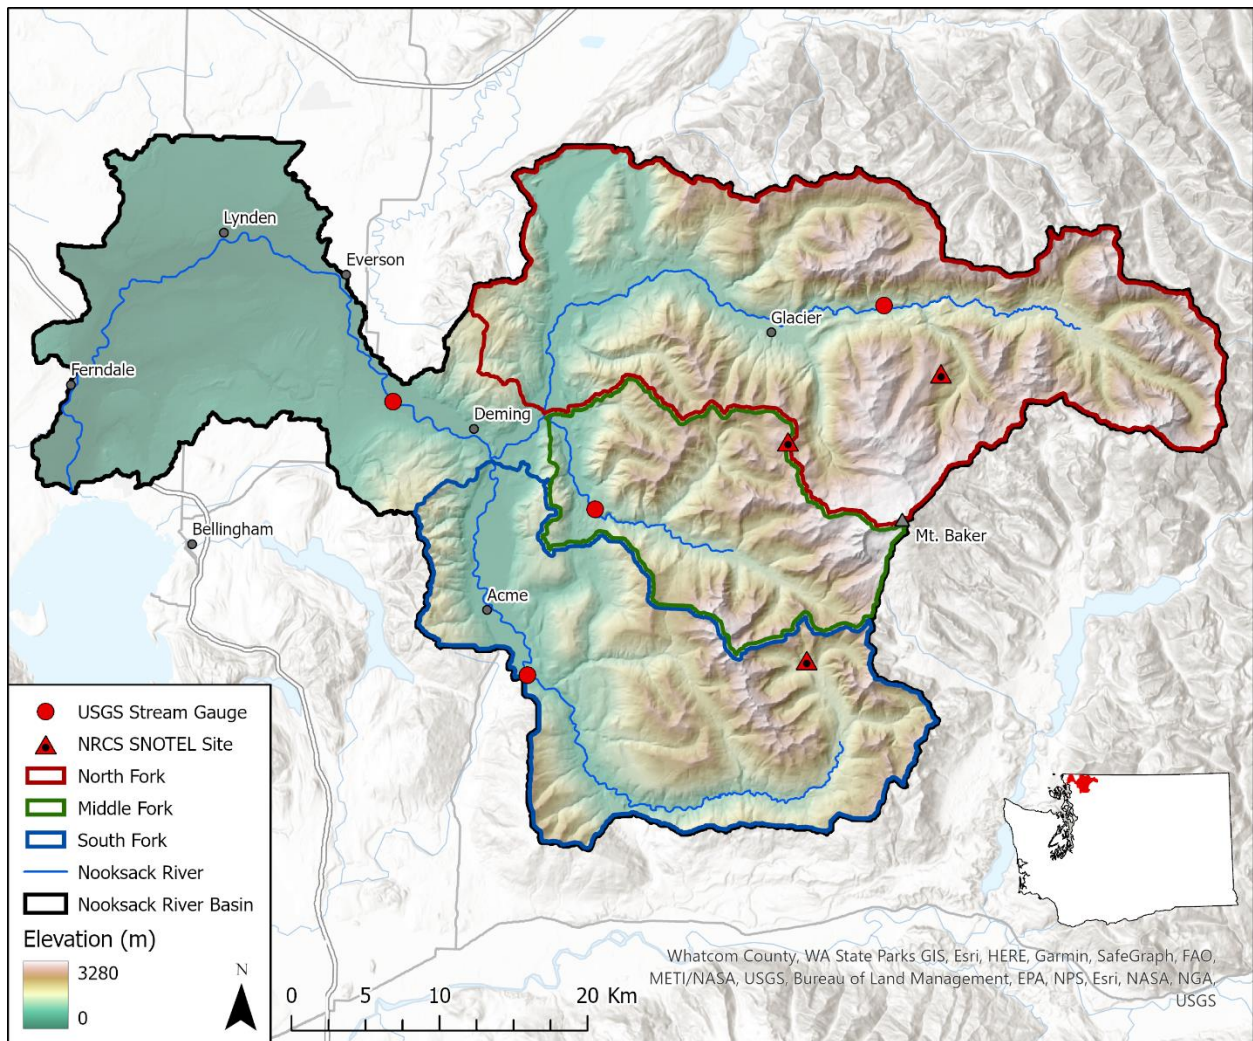 Lynden
Everson
Glacier
Ferndale
Deming
Bellingham
Mt. Baker
Acme
USGS Stream Gauge
NRCS SNOTEL Site
North Fork
Middle Fork
South Fork
Nooksack River
Nooksack River Basin
Elevation (m)
3280
0
N
0 5 10 20 Km
Whatcom County, WA State Parks GIS, Esri, HERE, Garmin, SafeGraph, FAO,
METI/NASA, USGS, Bureau of Land Management, EPA, NPS, Esri, NASA, NGA,
USGS